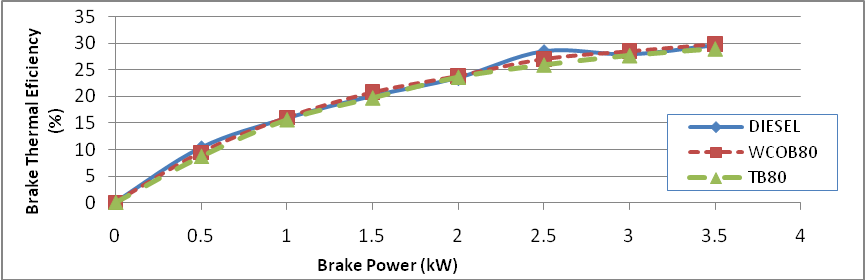 Brake Thermal Eficiency
(%)
35
30
25
20
15
10
5
0
0 0.5 1 1.5 2 2.5 3 3.5 4
Brake Power (kW)
DIESEL
WCOB80
TB80